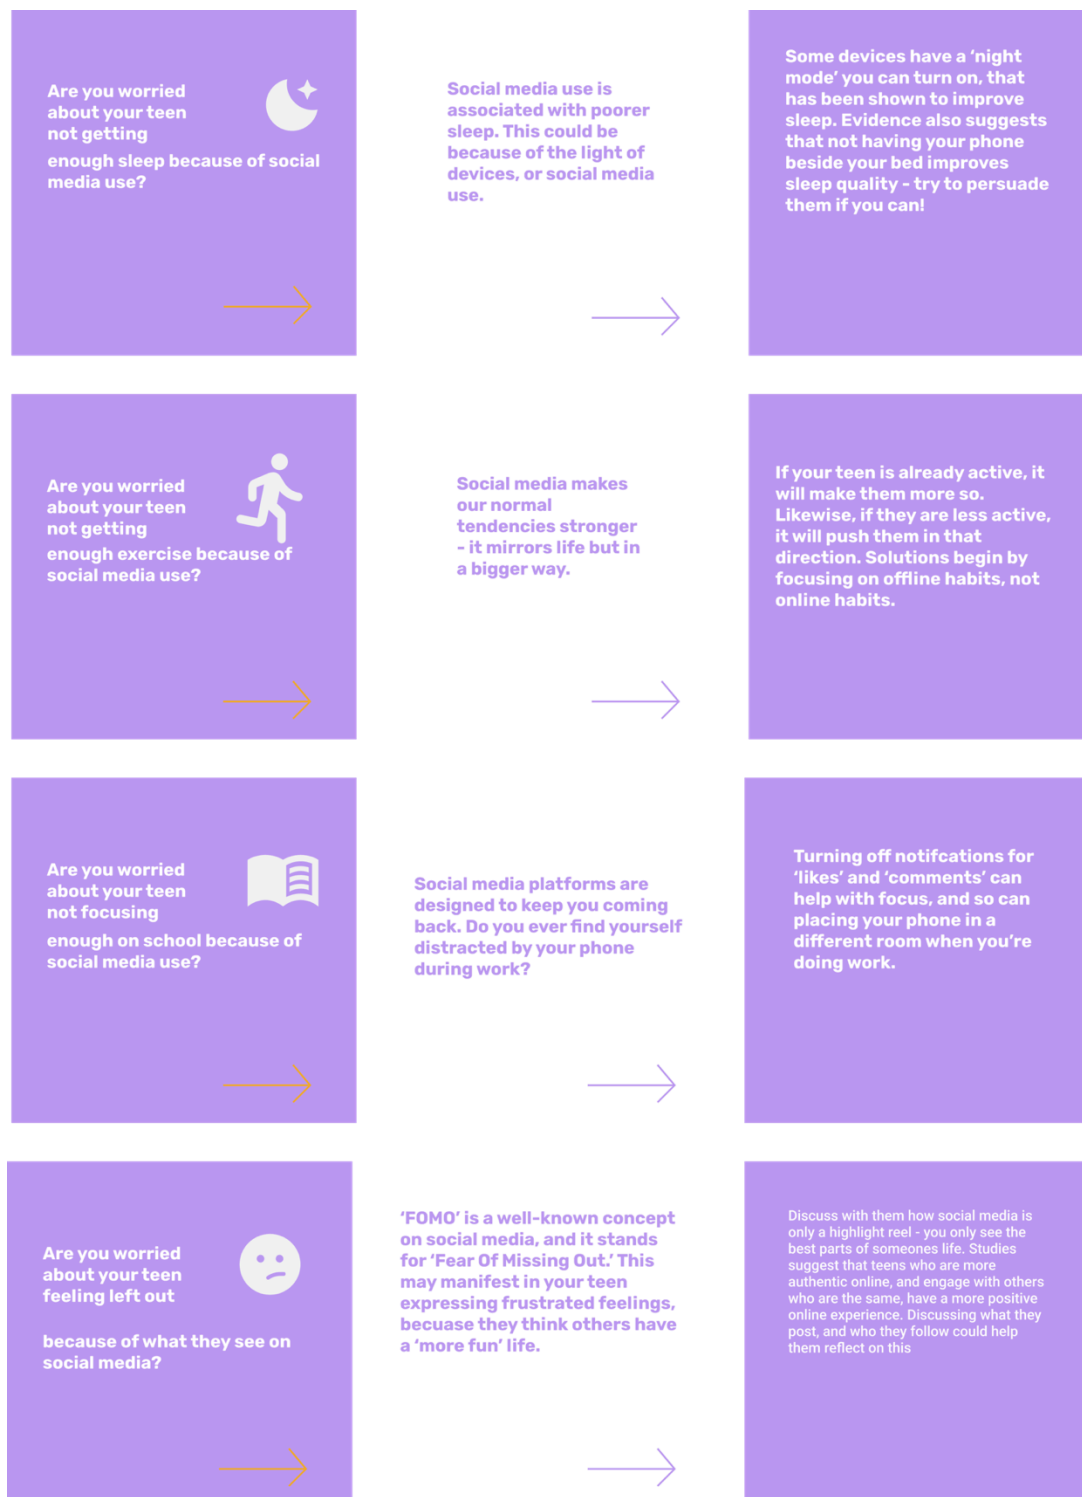 Are you worried
about your teen
not getting
enough sleep because of social
media use?
Social media use is
associated with poorer
sleep. This could be
because of the light of
devices, or social media
use.
Some devices have a ‘night
mode’ you can turn on, that
has been shown to improve
sleep. Evidence also suggests
that not having your phone
beside your bed improves
sleep quality - try to persuade
them if you can!
Are you worried
about your teen
not getting
enough exercise because of
social media use?
Social media makes
our normal
tendencies stronger
- it mirrors life but in
a bigger way.
If your teen is already active, it
will make them more so.
Likewise, if they are less active,
it will push them in that
direction. Solutions begin by
focusing on offline habits, not
online habits.
Are you worried
about your teen
not focusing
enough on school because of
social media use?
Social media platforms are
designed to keep you coming
back. Do you ever find yourself
distracted by your phone
during work?
Turning off notifcations for
‘likes’ and ‘comments’ can
help with focus, and so can
placing your phone in a
different room when you’re
doing work.
Are you worried
about your teen
feeling left out
because of what they see on
social media?
‘FOMO’ is a well-known concept
on social media, and it stands
for ‘Fear Of Missing Out.’ This
may manifest in your teen
expressing frustrated feelings,
becuase they think others have
a ‘more fun’ life.
Discuss with them how social media is
only a highlight reel - you only see the
best parts of someones life. Studies
suggest that teens who are more
authentic online, and engage with others
who are the same, have a more positive
online experience. Discussing what they
post, and who they follow could help
them reflect on this